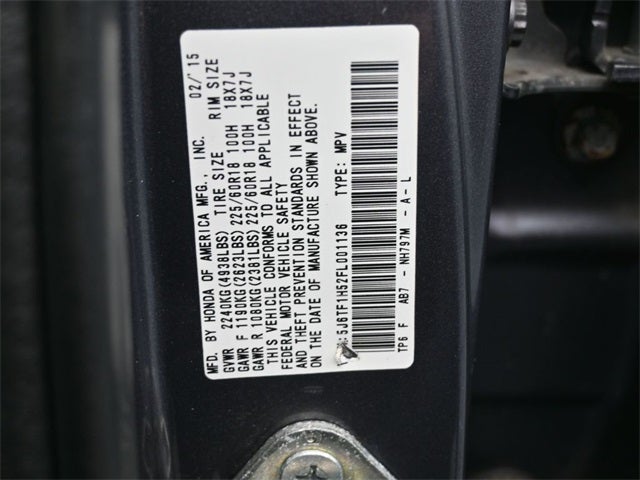 MFD. BY HONDA OF AMERICA MFG., INC. 02/'15
GVWR 2240KG(4938LBS) TIRE SIZE RIM SIZE
GAWR F 1190KG(2623LBS) 225/60R18 100H 18X7J
GAWR R 1080KG(2381LBS) 225/60R18 100H 18X7J
THIS VEHICLE CONFORMS TO ALL APPLICABLE
FEDERAL MOTOR VEHICLE SAFETY
AND THEFT PREVENTION STANDARDS IN EFFECT
ON THE DATE OF MANUFACTURE SHOWN ABOVE.
5J6TF1H52FL001136 TYPE: MPV
TP6 F AB7 - NH797M - A - L